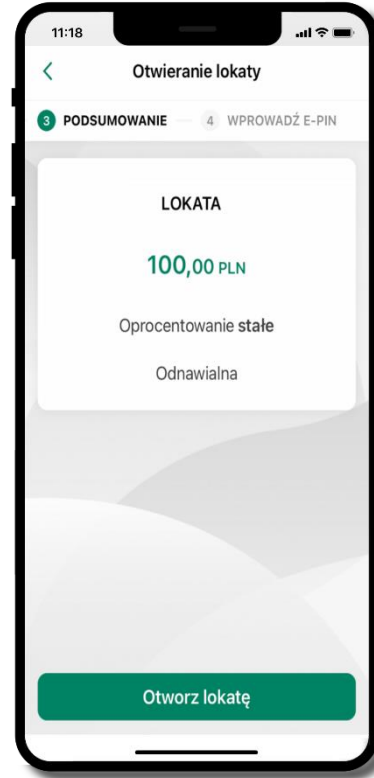 11:18
Otwieranie lokaty
3 PODSUMOWANIE 4 WPROWADŹ E-PIN
LOKATA
100,00 PLN
Oprocentowanie stałe
Odnawialna
Otworz lokatę